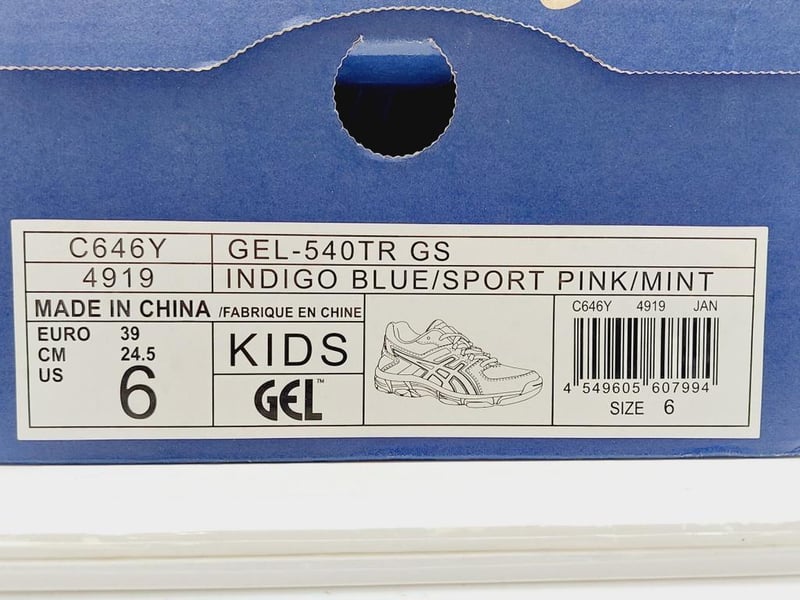 C646Y GEL-540TR GS
4919 INDIGO BLUE/SPORT PINK/MINT
MADE IN CHINA /FABRIQUE EN CHINE
EURO 39
CM 24.5
US 6
KIDS
GEL™
C646Y 4919 JAN
4 549605 607994
SIZE 6